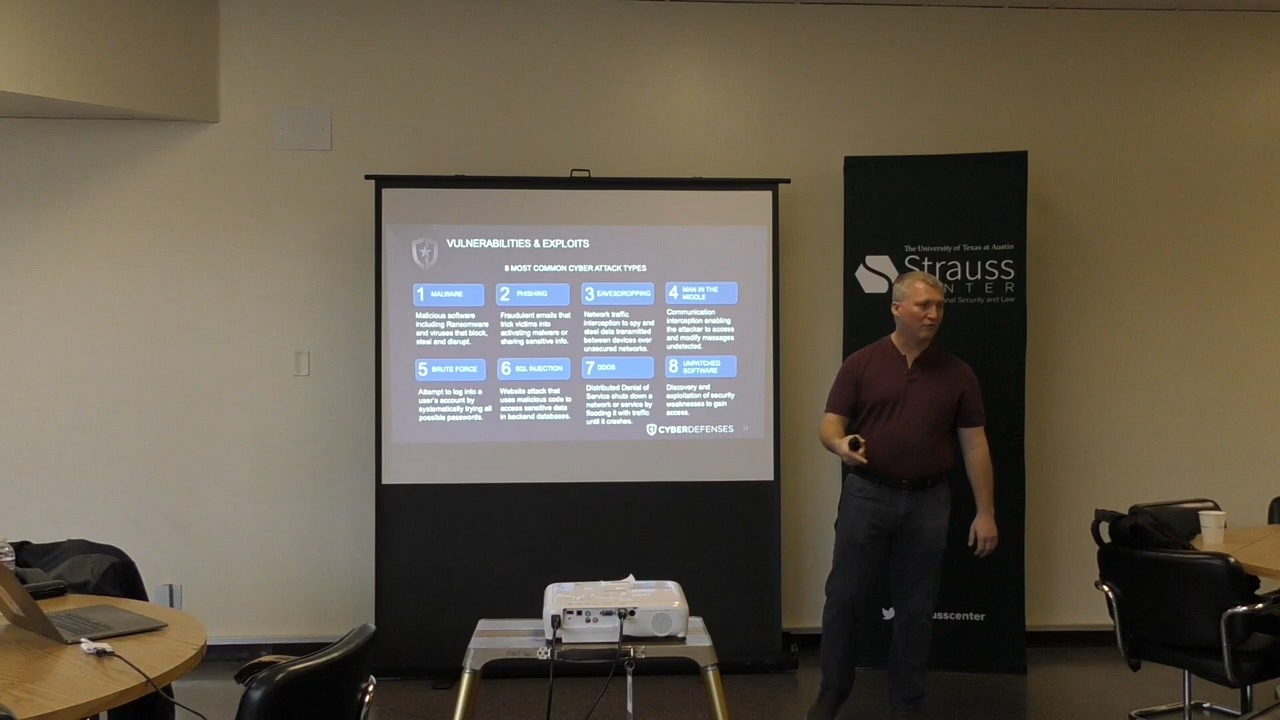 VULNERABILITIES & EXPLOITS
8 MOST COMMON CYBER ATTACK TYPES
1 MALWARE
Malicious software
including Ransomware
and viruses that block,
steal and disrupt.
2 PHISHING
Fraudulent emails that
trick victims into
activating malware or
sharing sensitive info.
3 EAVESDROPPING
Network traffic
interception to spy and
steal data transmitted
between devices over
unsecured networks.
4 MAN IN THE
MIDDLE
Communication
interception enabling
the attacker to access
and modify messages
undetected.
5 BRUTE FORCE
Attempt to log into a
user's account by
systematically trying all
possible passwords.
6 SQL INJECTION
Website attack that
uses malicious code to
access sensitive data
in backend databases.
7 DDOS
Distributed Denial of
Service shuts down a
network or service by
flooding it with traffic
until it crashes.
8 UNPATCHED
SOFTWARE
Discovery and
exploitation of security
weaknesses to gain
access.
CYBERDEFENSES
The University of Texas at Austin
Strauss
ENTER
nal Security and Law
usscenter